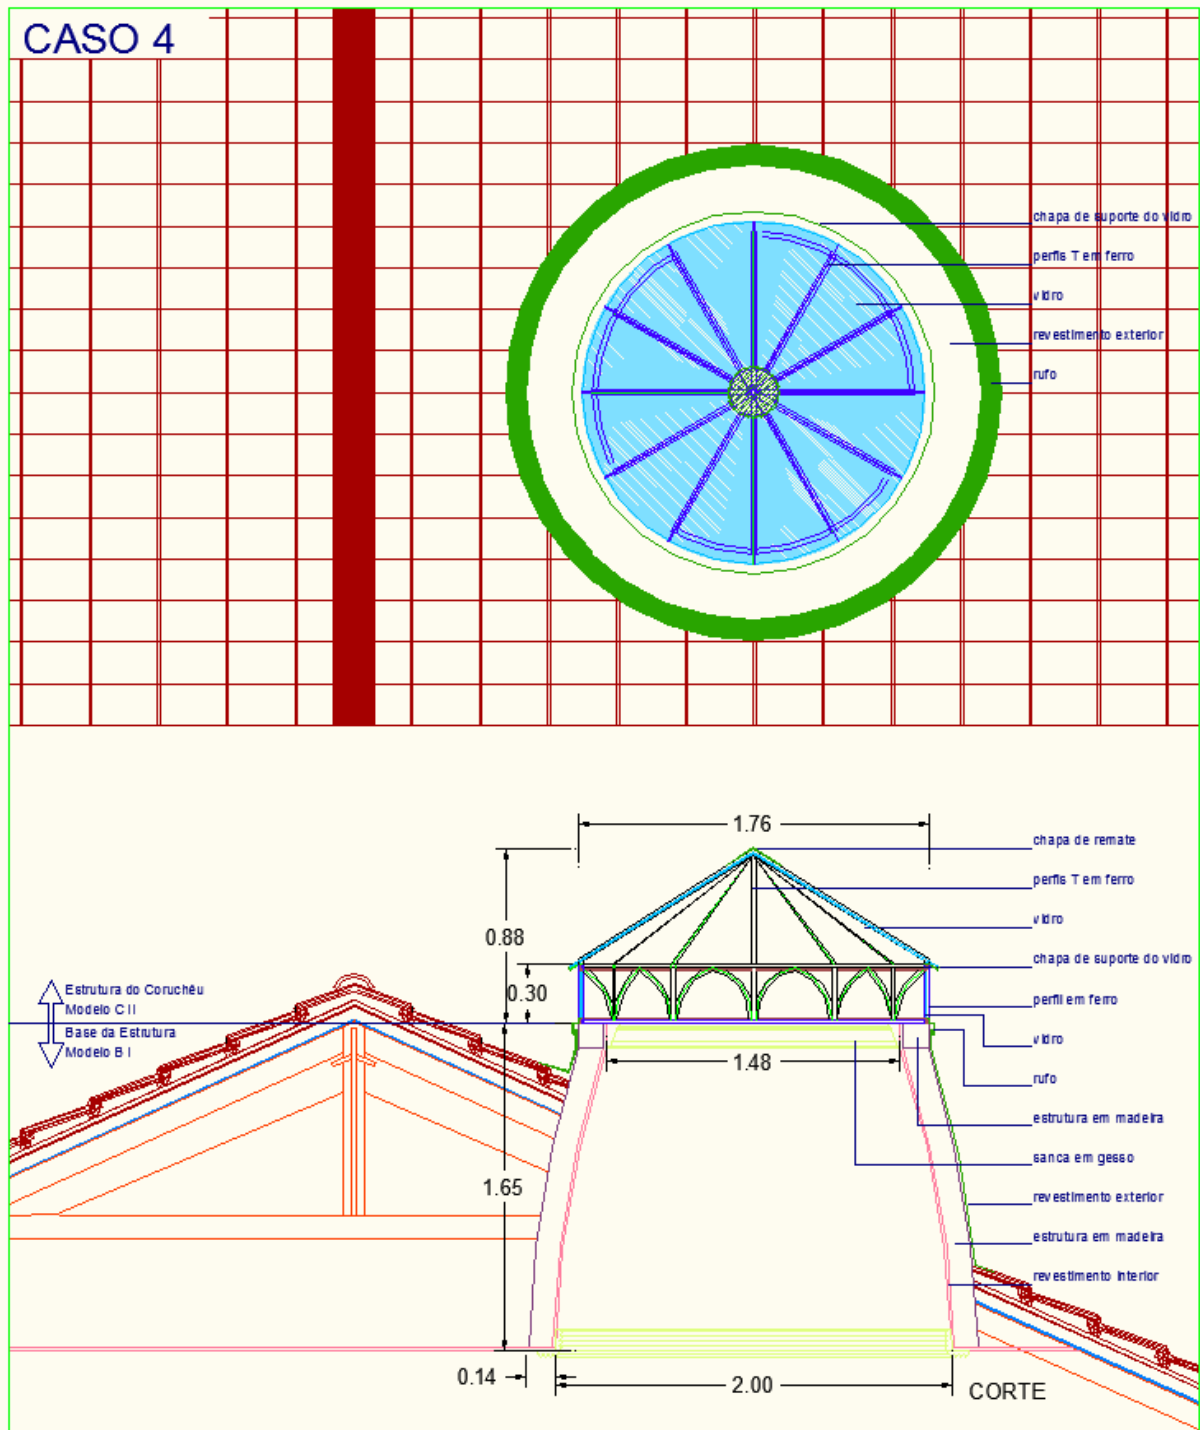 CASO 4
chapa de suporte do vidro
perfis T em ferro
vidro
revestimento exterior
rufo
1.76
chapa de remate
perfis T em ferro
vidro
0.88
chapa de suporte do vidro
0.30
Estrutura do Coruchéu
Modelo C II
perfil em ferro
Base da Estrutura
Modelo B I
vidro
1.48
rufo
estrutura em madeira
sanca em gesso
1.65
revestimento exterior
estrutura em madeira
revestimento interior
0.14
2.00
CORTE